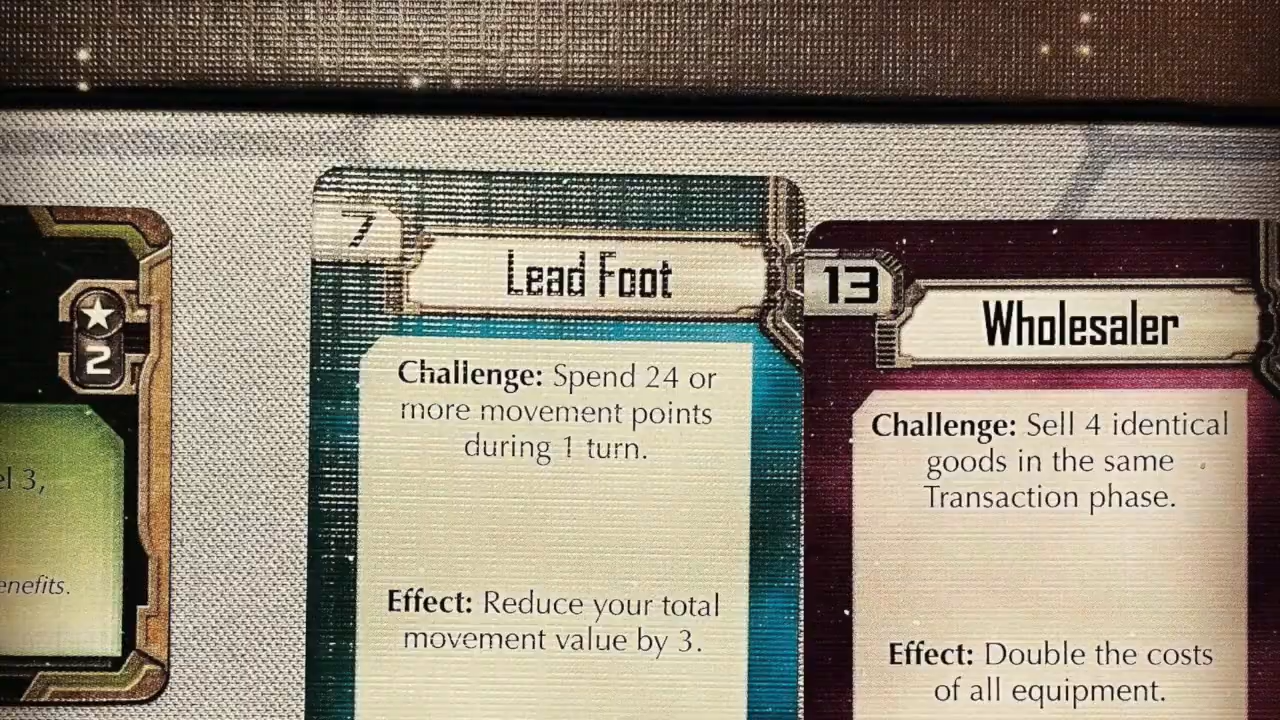 2
el 3,
enefits.
7
Lead Foot
Challenge: Spend 24 or
more movement points
during 1 turn.
Effect: Reduce your total
movement value by 3.
13
Wholesaler
Challenge: Sell 4 identical
goods in the same
Transaction phase.
Effect: Double the costs
of all equipment.